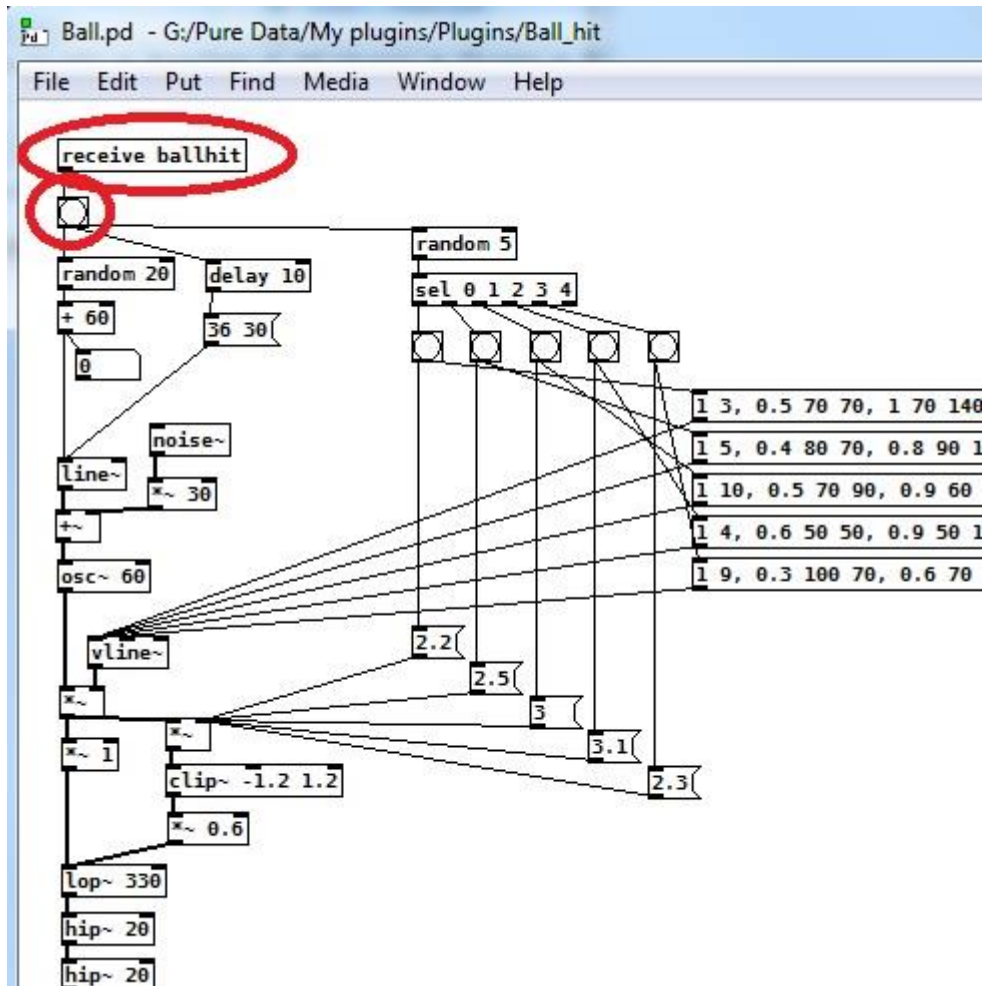 Ball.pd - G:/Pure Data/My plugins/Plugins/Ball_hit
File Edit Put Find Media Window Help
receive ballhit
random 5
random 20
delay 10
sel 0 1 2 3 4
+ 60
36 30
0
1 3, 0.5 70 70, 1 70 140
noise~
1 5, 0.4 80 70, 0.8 90 1
line~
*~ 30
1 10, 0.5 70 90, 0.9 60
+~
1 4, 0.6 50 50, 0.9 50 1
osc~ 60
1 9, 0.3 100 70, 0.6 70
vline~
2.2
2.5
*~
3
*~
3.1
*~ 1
clip~ -1.2 1.2
2.3
*~ 0.6
lop~ 330
hip~ 20
hip~ 20